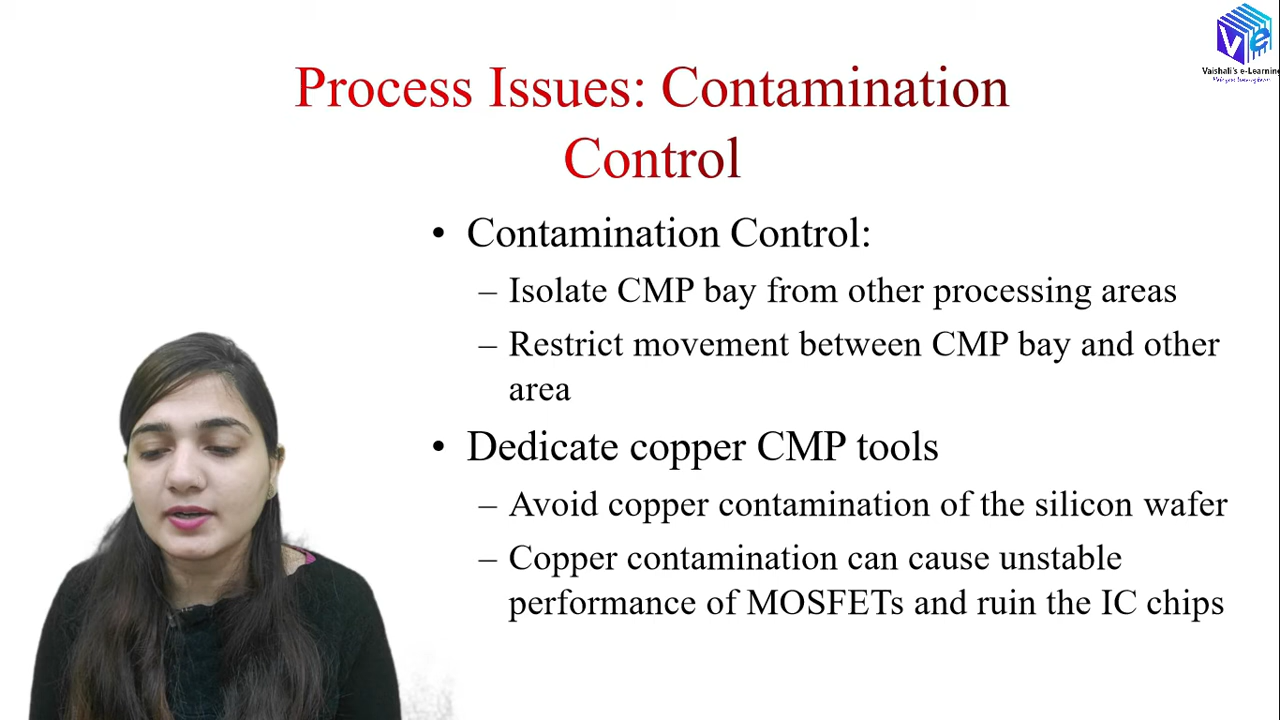 Vaishali's e-Learning
Process Issues: Contamination
Control
• Contamination Control:
– Isolate CMP bay from other processing areas
– Restrict movement between CMP bay and other
area
• Dedicate copper CMP tools
– Avoid copper contamination of the silicon wafer
– Copper contamination can cause unstable
performance of MOSFETs and ruin the IC chips